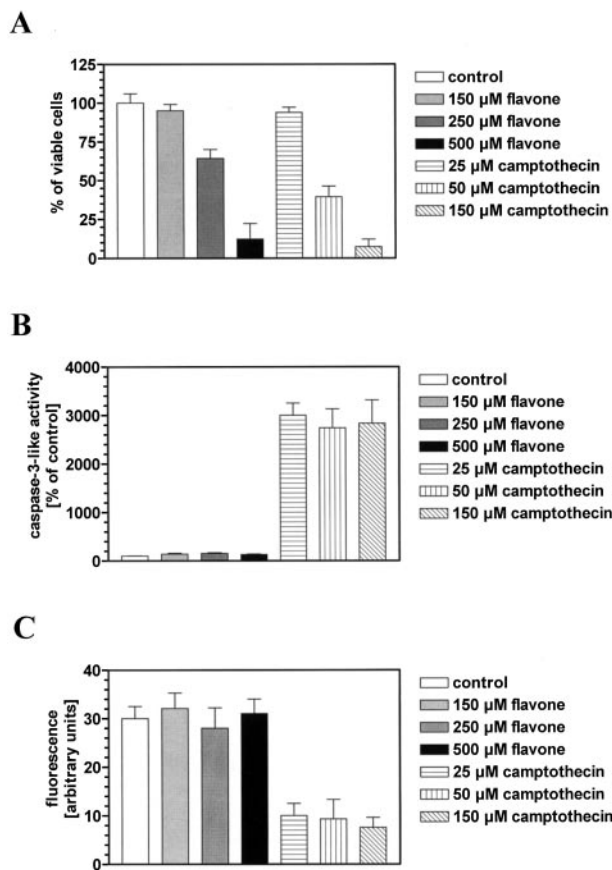 A
% of viable cells
125
100
75
50
25
0
control
150 µM flavone
250 µM flavone
500 µM flavone
25 µM camptothecin
50 µM camptothecin
150 µM camptothecin
B
caspase-3-like activity
[% of control]
4000
3000
2000
1000
0
control
150 µM flavone
250 µM flavone
500 µM flavone
25 µM camptothecin
50 µM camptothecin
150 µM camptothecin
C
fluorescence
[arbitrary units]
40
30
20
10
0
control
150 µM flavone
250 µM flavone
500 µM flavone
25 µM camptothecin
50 µM camptothecin
150 µM camptothecin